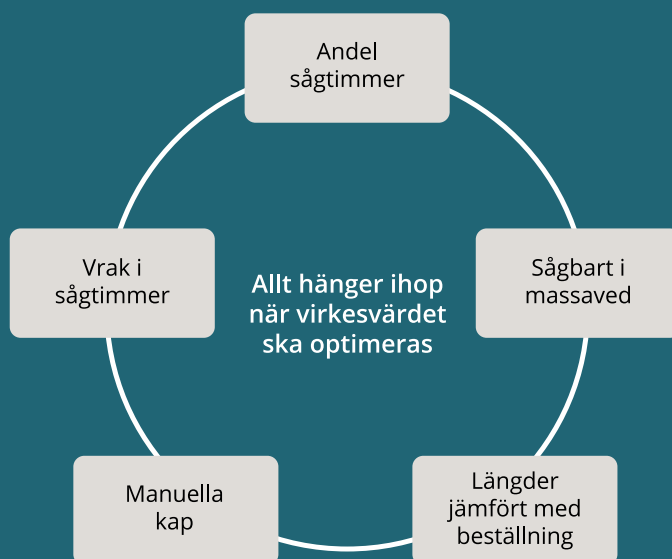 Andel
sågtimmer
Vrak i
sågtimmer
Allt hänger ihop
när virkesvärdet
ska optimeras
Sågbart i
massaved
Manuella
kap
Längder
jämfört med
beställning